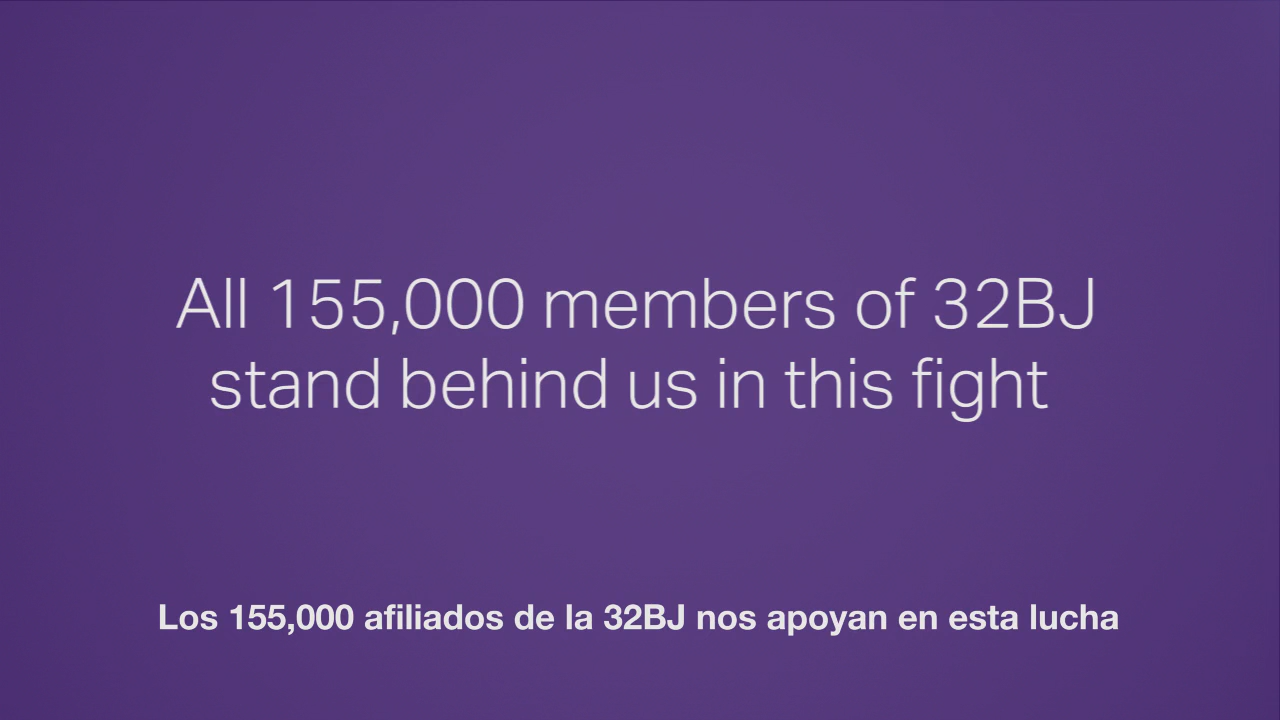 All 155,000 members of 32BJ
stand behind us in this fight
Los 155,000 afiliados de la 32BJ nos apoyan en esta lucha